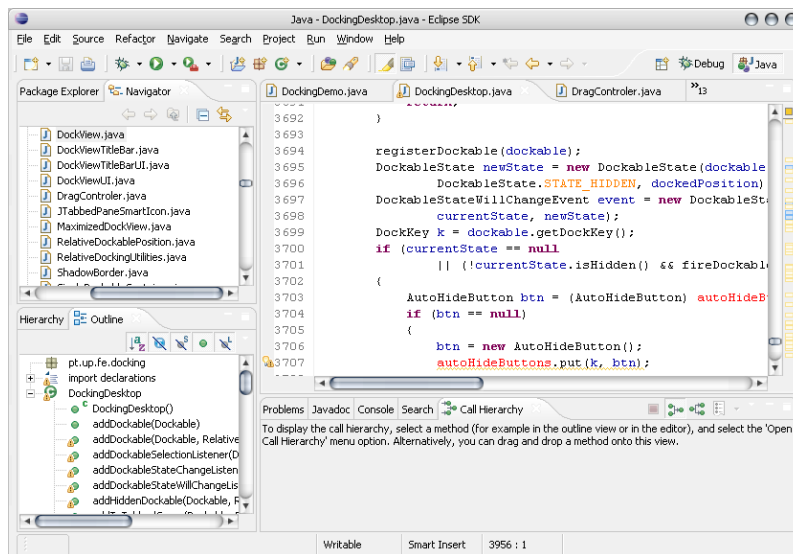 Java - DockingDesktop.java - Eclipse SDK
File Edit Source Refactor Navigate Search Project Run Window Help
Debug Java
Package Explorer Navigator
DockView.java
DockViewTitleBar.java
DockViewTitleBarUI.java
DockViewUI.java
DragControler.java
JTabbedPaneSmartIcon.java
MaximizedDockView.java
RelativeDockablePosition.java
RelativeDockingUtilities.java
ShadowBorder.java
Hierarchy Outline
pt.up.fe.docking
import declarations
DockingDesktop
DockingDesktop()
addDockable(Dockable)
addDockable(Dockable, Relative
addDockableSelectionListener(D
addDockableStateChangeListen
addDockableStateWillChangeLis
addHiddenDockable(Dockable, R
DockingDemo.java DockingDesktop.java DragControler.java »13
3692 }
3693
3694 registerDockable(dockable);
3695 DockableState newState = new DockableState(dockable
3696 DockableState.STATE_HIDDEN, dockedPosition)
3697 DockableStateWillChangeEvent event = new DockableSta
3698 currentState, newState);
3699 DockKey k = dockable.getDockKey();
3700 if (currentState == null
3701 || (!currentState.isHidden() && fireDockabl
3702 {
3703 AutoHideButton btn = (AutoHideButton) autoHideB
3704 if (btn == null)
3705 {
3706 btn = new AutoHideButton();
3707 autoHideButtons.put(k, btn);
Problems Javadoc Console Search Call Hierarchy
To display the call hierarchy, select a method (for example in the outline view or in the editor), and select the 'Open
Call Hierarchy' menu option. Alternatively, you can drag and drop a method onto this view.
Writable Smart Insert 3956 : 1